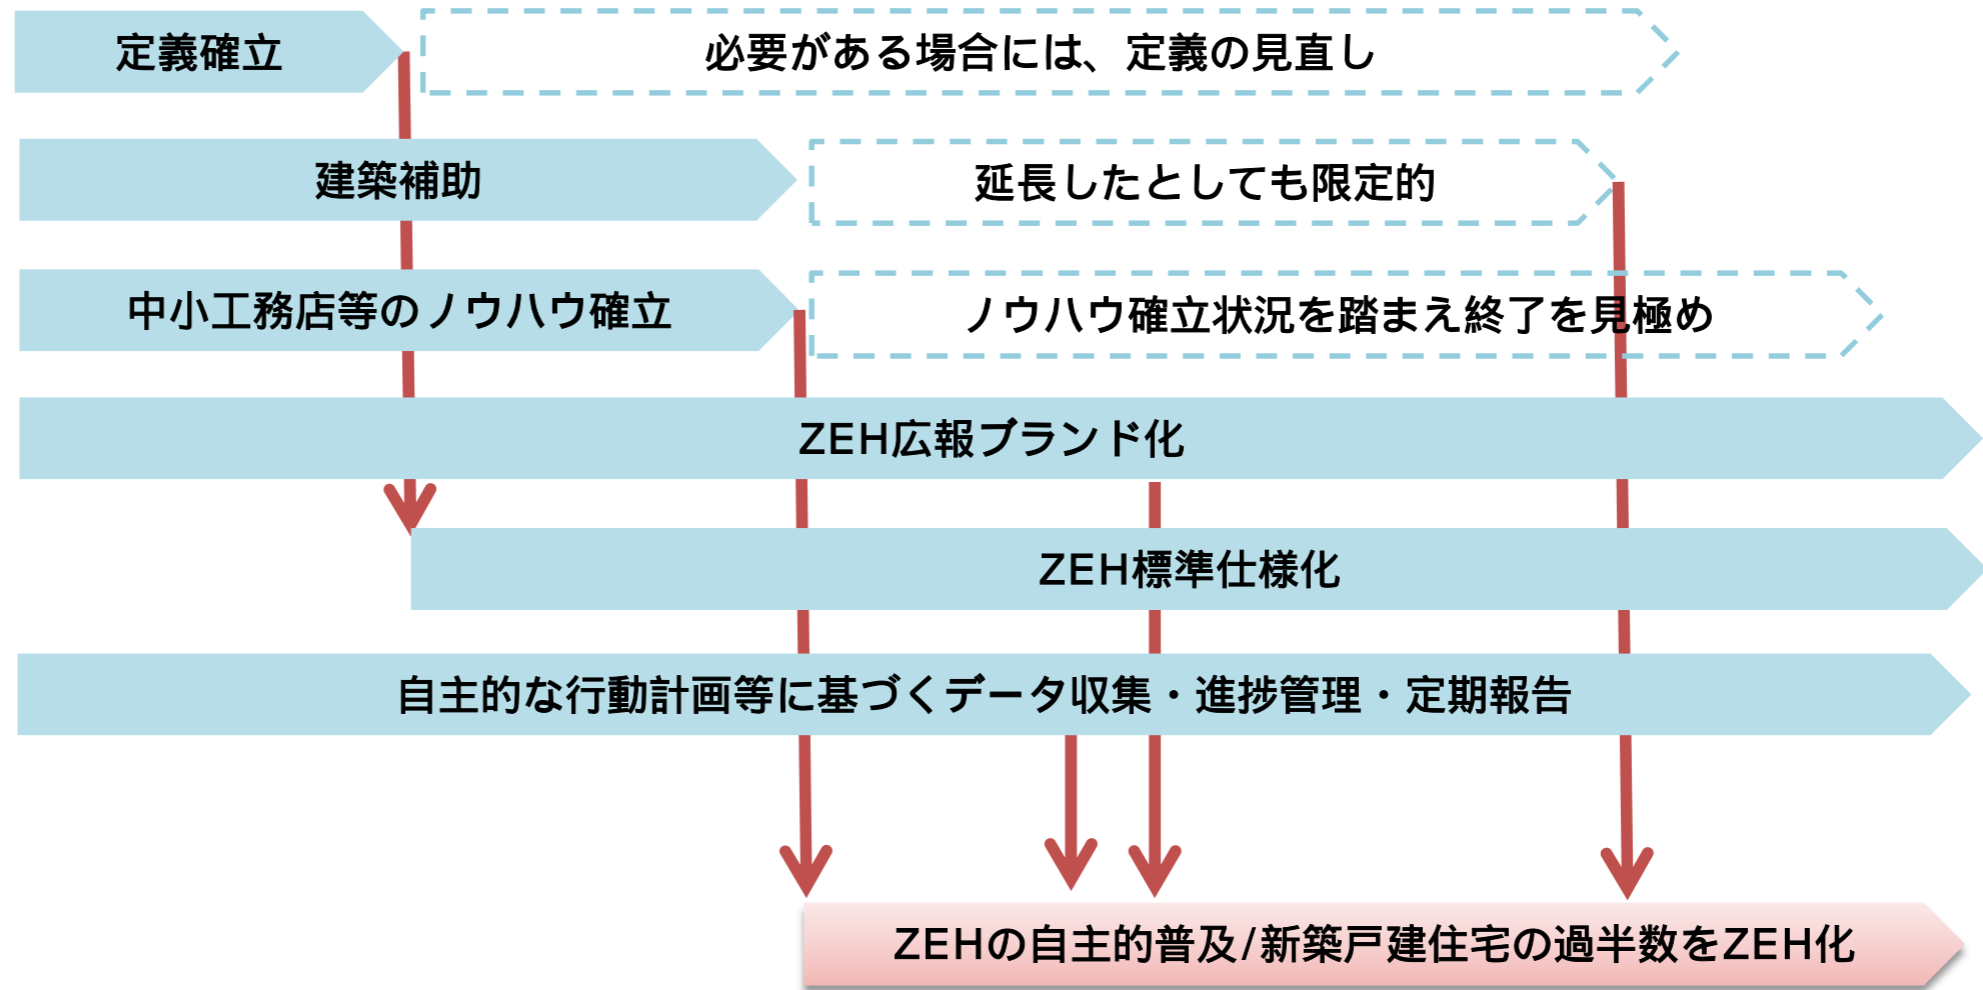 定義確立
必要がある場合には、定義の見直し
建築補助
延長したとしても限定的
中小工務店等のノウハウ確立
ノウハウ確立状況を踏まえ終了を見極め
ZEH広報ブランド化
ZEH標準仕様化
自主的な行動計画等に基づくデータ収集・進捗管理・定期報告
ZEHの自主的普及/新築戸建住宅の過半数をZEH化